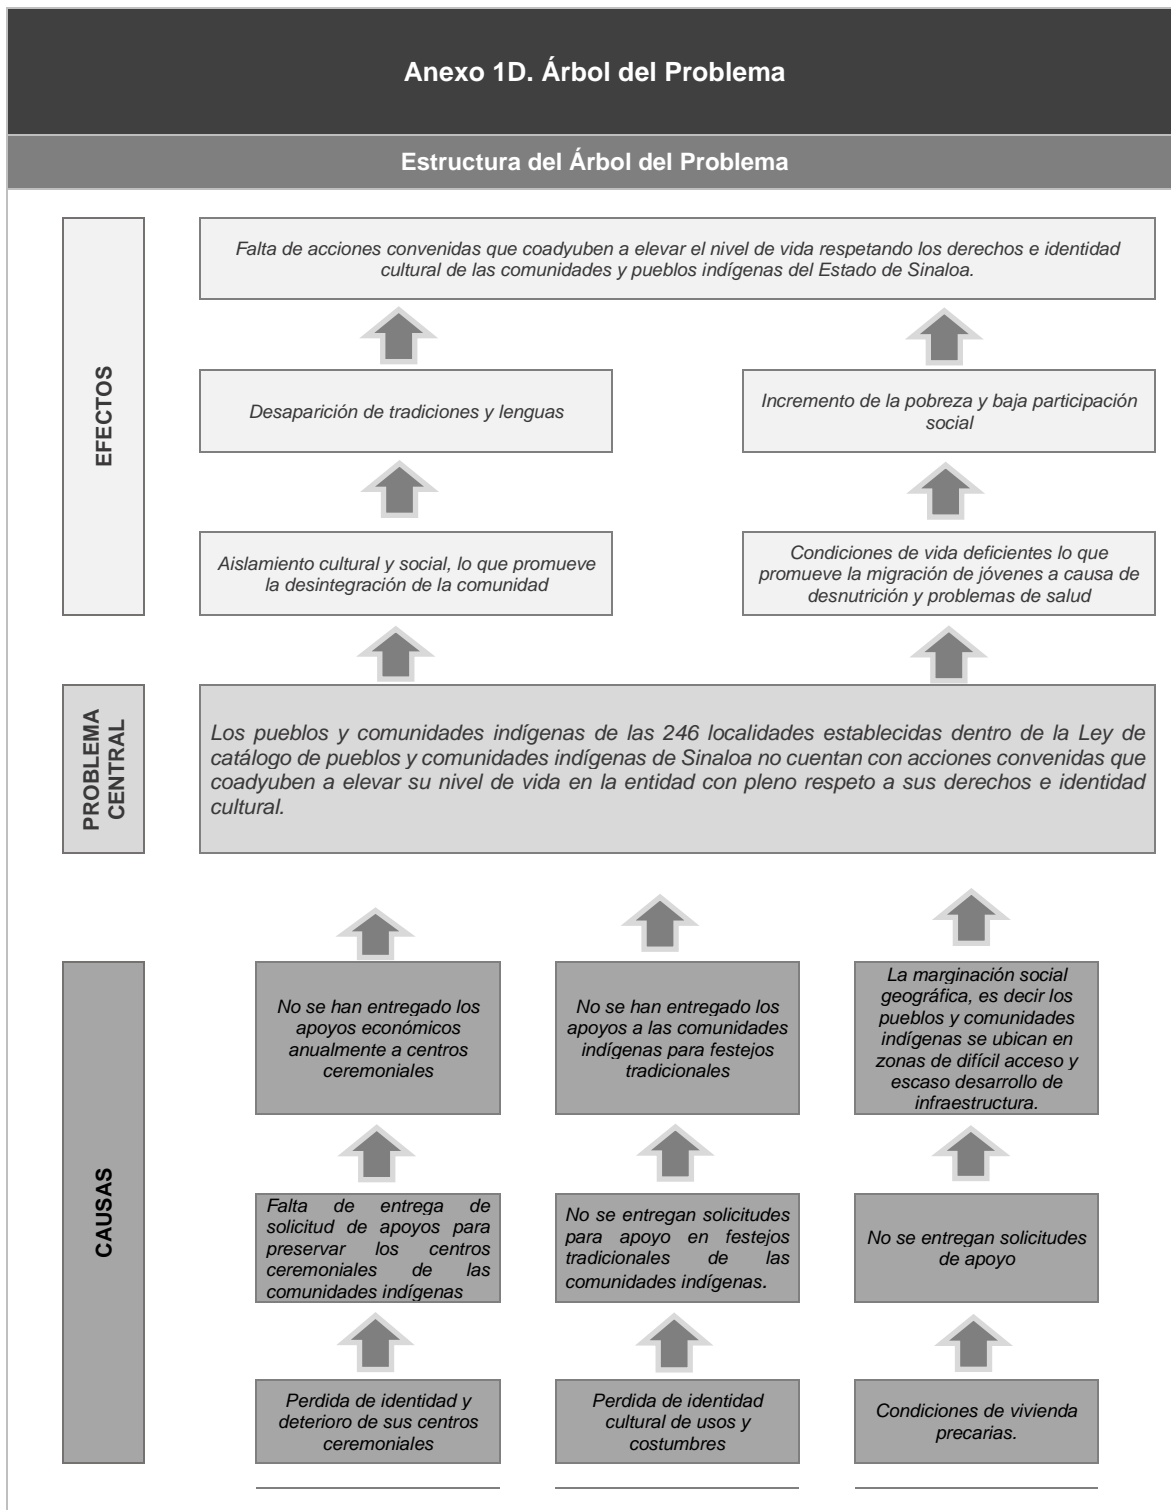 Anexo 1D. Árbol del Problema
Estructura del Árbol del Problema
EFECTOS
Falta de acciones convenidas que coadyuben a elevar el nivel de vida respetando los derechos e identidad
cultural de las comunidades y pueblos indígenas del Estado de Sinaloa.
Desaparición de tradiciones y lenguas
Incremento de la pobreza y baja participación
social
Aislamiento cultural y social, lo que promueve
la desintegración de la comunidad
Condiciones de vida deficientes lo que
promueve la migración de jóvenes a causa de
desnutrición y problemas de salud
PROBLEMA
CENTRAL
Los pueblos y comunidades indígenas de las 246 localidades establecidas dentro de la Ley de
catálogo de pueblos y comunidades indígenas de Sinaloa no cuentan con acciones convenidas que
coadyuben a elevar su nivel de vida en la entidad con pleno respeto a sus derechos e identidad
cultural.
CAUSAS
No se han entregado los
apoyos económicos
anualmente a centros
ceremoniales
No se han entregado los
apoyos a las comunidades
indígenas para festejos
tradicionales
La marginación social
geográfica, es decir los
pueblos y comunidades
indígenas se ubican en
zonas de difícil acceso y
escaso desarrollo de
infraestructura.
Falta de entrega de
solicitud de apoyos para
preservar los centros
ceremoniales de las
comunidades indígenas
No se entregan solicitudes
para apoyo en festejos
tradicionales de las
comunidades indígenas.
No se entregan solicitudes
de apoyo
Perdida de identidad y
deterioro de sus centros
ceremoniales
Perdida de identidad
cultural de usos y
costumbres
Condiciones de vivienda
precarias.